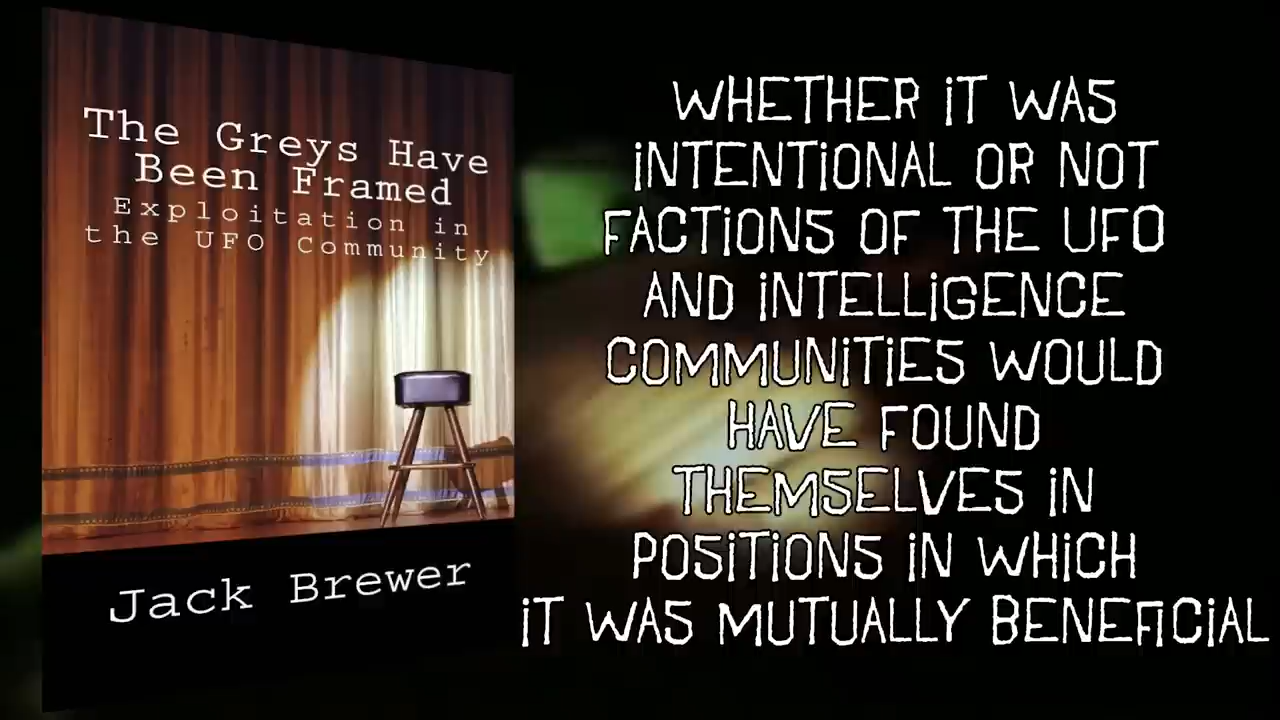 The Greys Have
Been Framed
Exploitation in
the UFO Community
Jack Brewer
WHETHER IT WAS
INTENTIONAL OR NOT
FACTIONS OF THE UFO
AND INTELLIGENCE
COMMUNITIES WOULD
HAVE FOUND
THEMSELVES IN
POSITIONS IN WHICH
IT WAS MUTUALLY BENEFICIAL